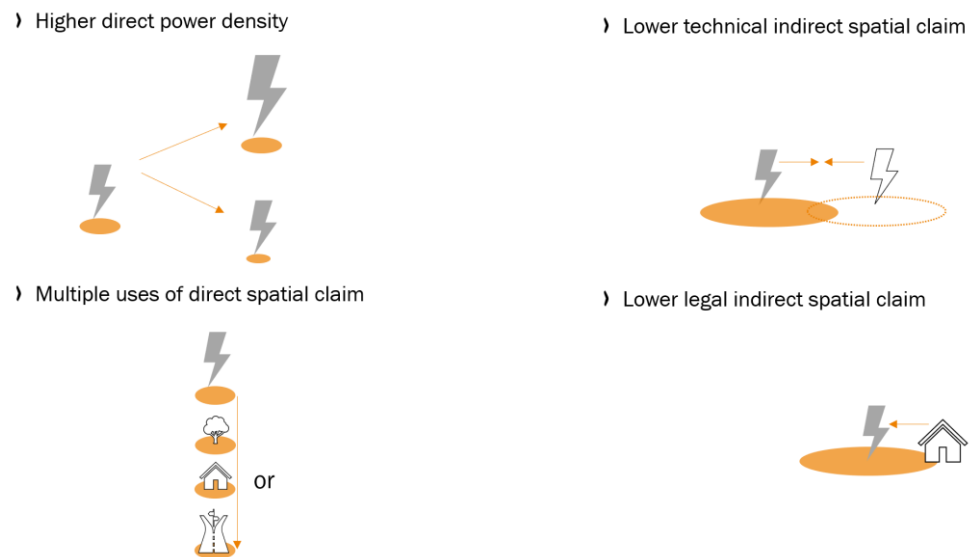 ❩ Higher direct power density
❩ Lower technical indirect spatial claim
❩ Multiple uses of direct spatial claim
or
❩ Lower legal indirect spatial claim